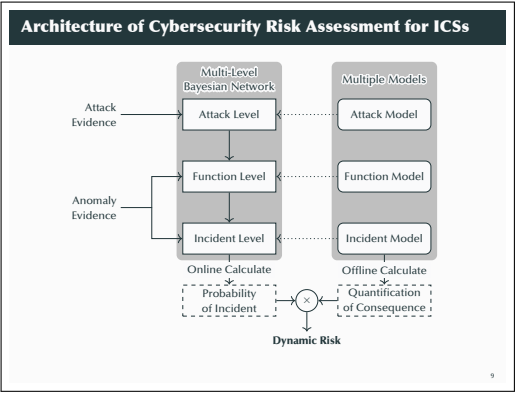 Architecture of Cybersecurity Risk Assessment for ICSs
Multi-Level
Bayesian Network
Multiple Models
Attack
Evidence
Attack Level
Attack Model
Function Level
Function Model
Anomaly
Evidence
Incident Level
Incident Model
Online Calculate
Offline Calculate
Probability
of Incident
×
Quantification
of Consequence
Dynamic Risk
9